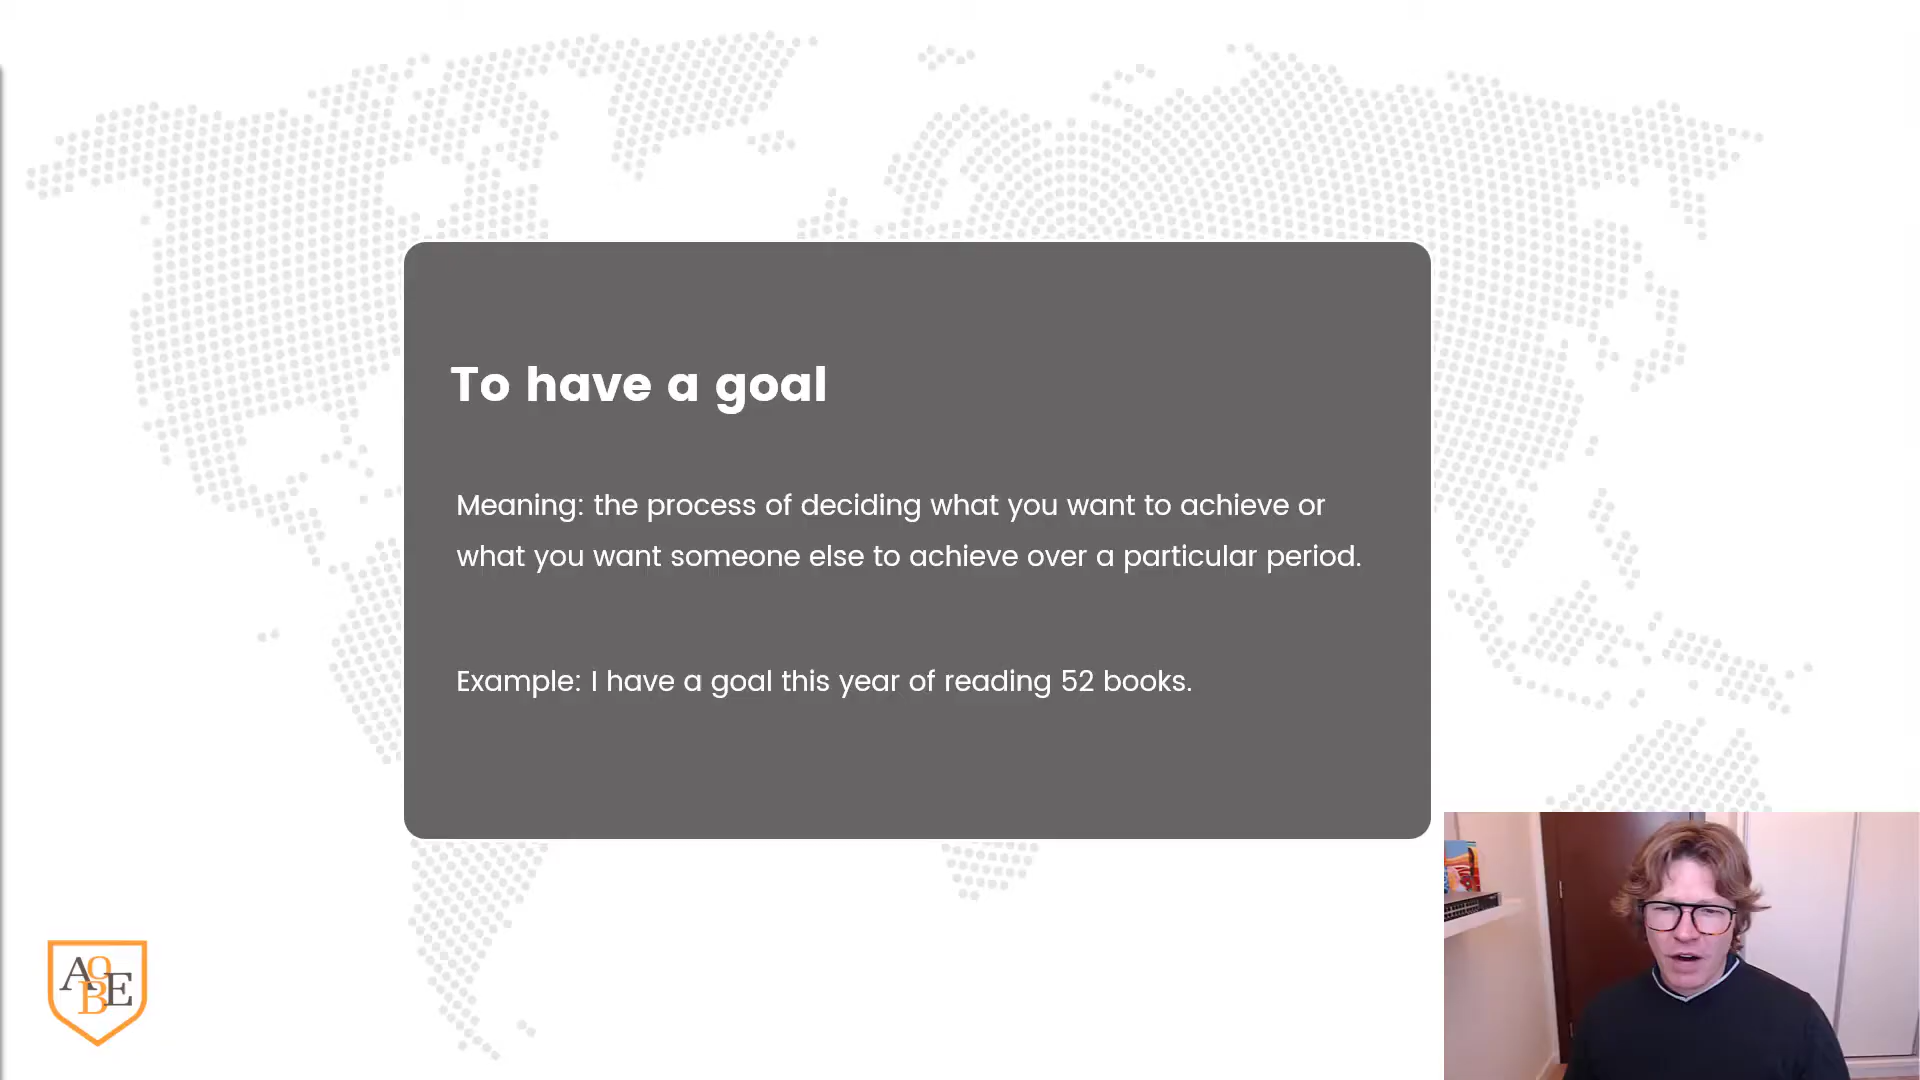 To have a goal
Meaning: the process of deciding what you want to achieve or
what you want someone else to achieve over a particular period.
Example: I have a goal this year of reading 52 books.
AoBE